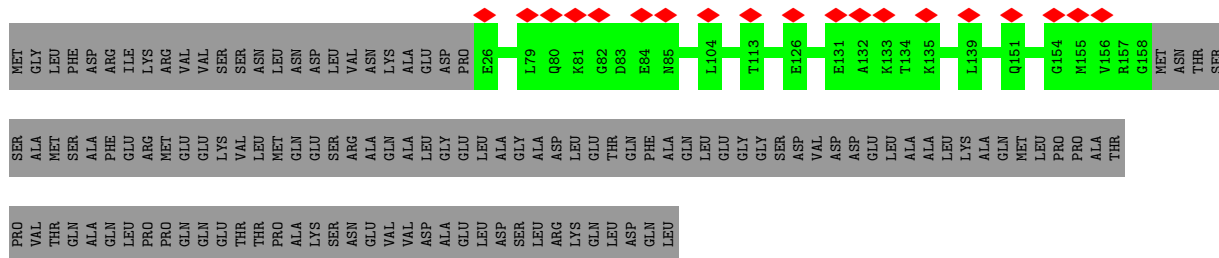 MET GLY LEU PHE ASP ARG ILE LYS ARG VAL VAL SER SER ASN LEU ASN ASP LEU VAL ASN LYS ALA GLU ASP PRO E26 L79 Q80 K81 G82 D83 E84 N85 L104 T113 E126 E131 A132 K133 T134 K135 L139 Q151 G154 M155 V156 R157 G158 MET ASN THR SER
SER ALA MET SER ALA PHE GLU ARG MET GLU GLU LYS VAL LEU MET GLN GLU SER ARG ALA GLN ALA LEU GLY GLU LEU ALA GLY ALA ASP LEU GLU THR GLN PHE ALA GLN LEU GLU GLY GLY SER ASP VAL ASP ASP GLU LEU ALA ALA LEU LYS ALA GLN MET LEU PRO PRO ALA THR
PRO VAL THR GLN ALA GLN LEU PRO PRO GLN GLN GLU THR THR PRO ALA LYS SER ASN GLU VAL VAL ASP ALA GLU LEU ASP SER LEU ARG LYS GLN LEU ASP GLN LEU